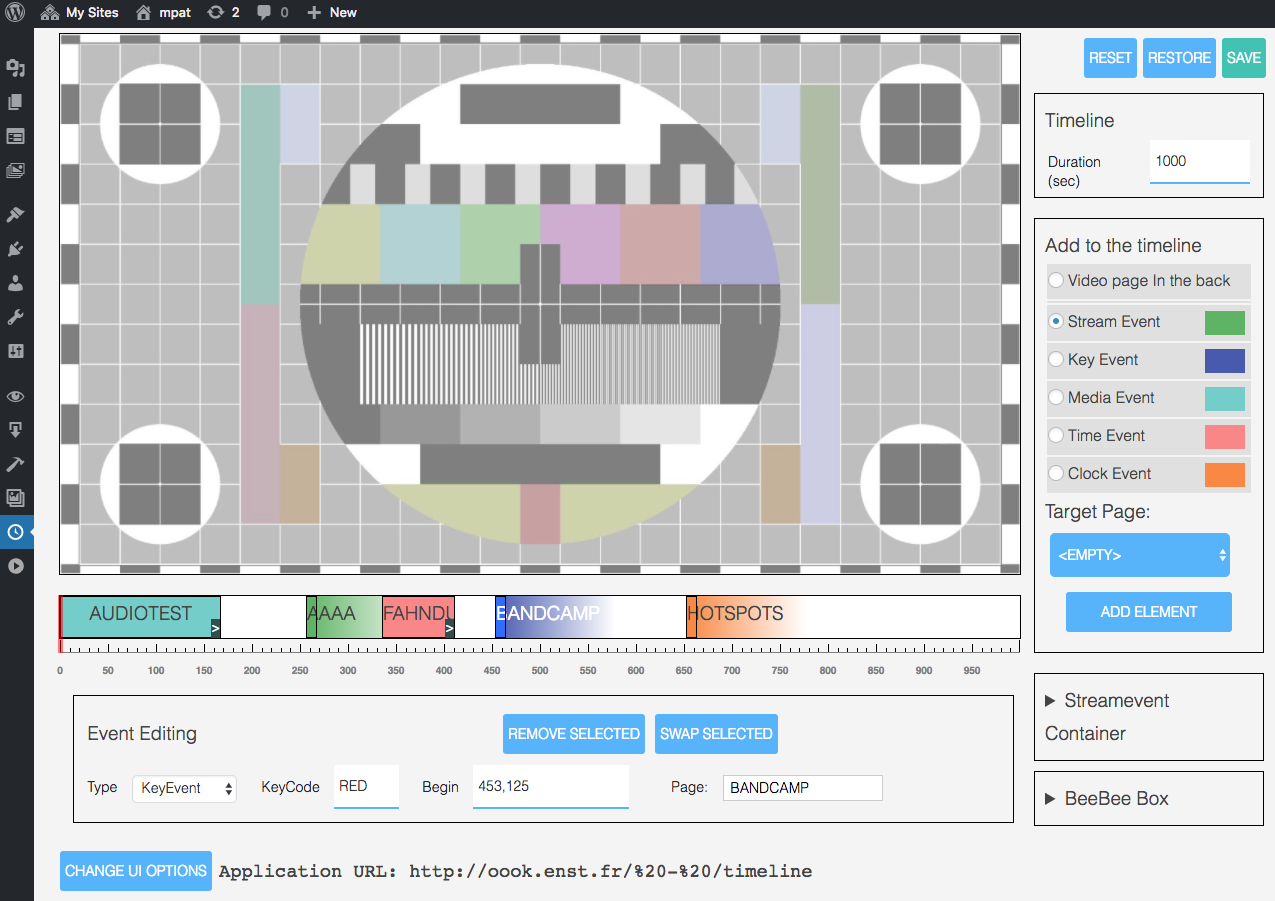 My Sites mpat 2 0 New
RESET RESTORE SAVE
Timeline
Duration (sec) 1000
Add to the timeline
Video page In the back
Stream Event
Key Event
Media Event
Time Event
Clock Event
Target Page:
<EMPTY>
ADD ELEMENT
AUDIOTEST > AAAA FAHNDU > BANDCAMP HOTSPOTS
0 50 100 150 200 250 300 350 400 450 500 550 600 650 700 750 800 850 900 950
Event Editing REMOVE SELECTED SWAP SELECTED
Type KeyEvent KeyCode RED Begin 453,125 Page: BANDCAMP
Streamevent
Container
BeeBee Box
CHANGE UI OPTIONS Application URL: http://oook.enst.fr/%20-%20/timeline